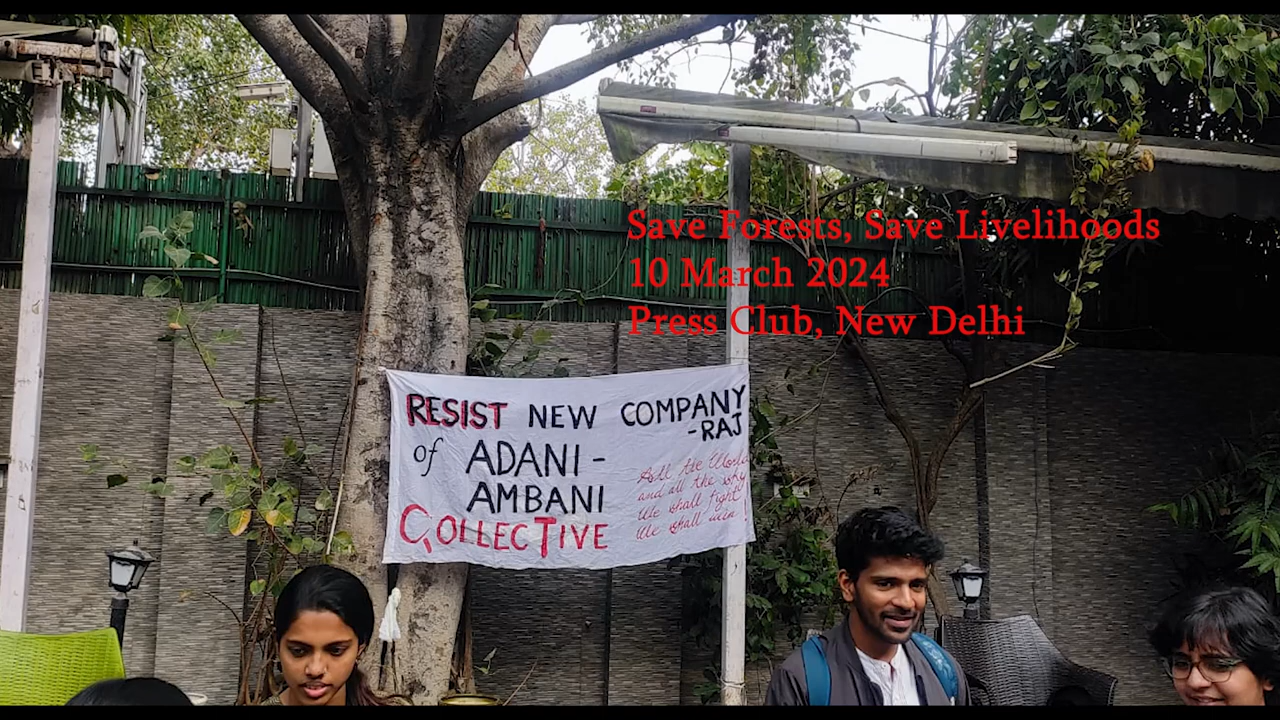 Save Forests, Save Livelihoods
10 March 2024
Press Club, New Delhi
RESIST NEW COMPANY
-RAJ
of ADANI-
AMBANI
COLLECTIVE
All the World
and all the sky
We shall fight
We shall win!